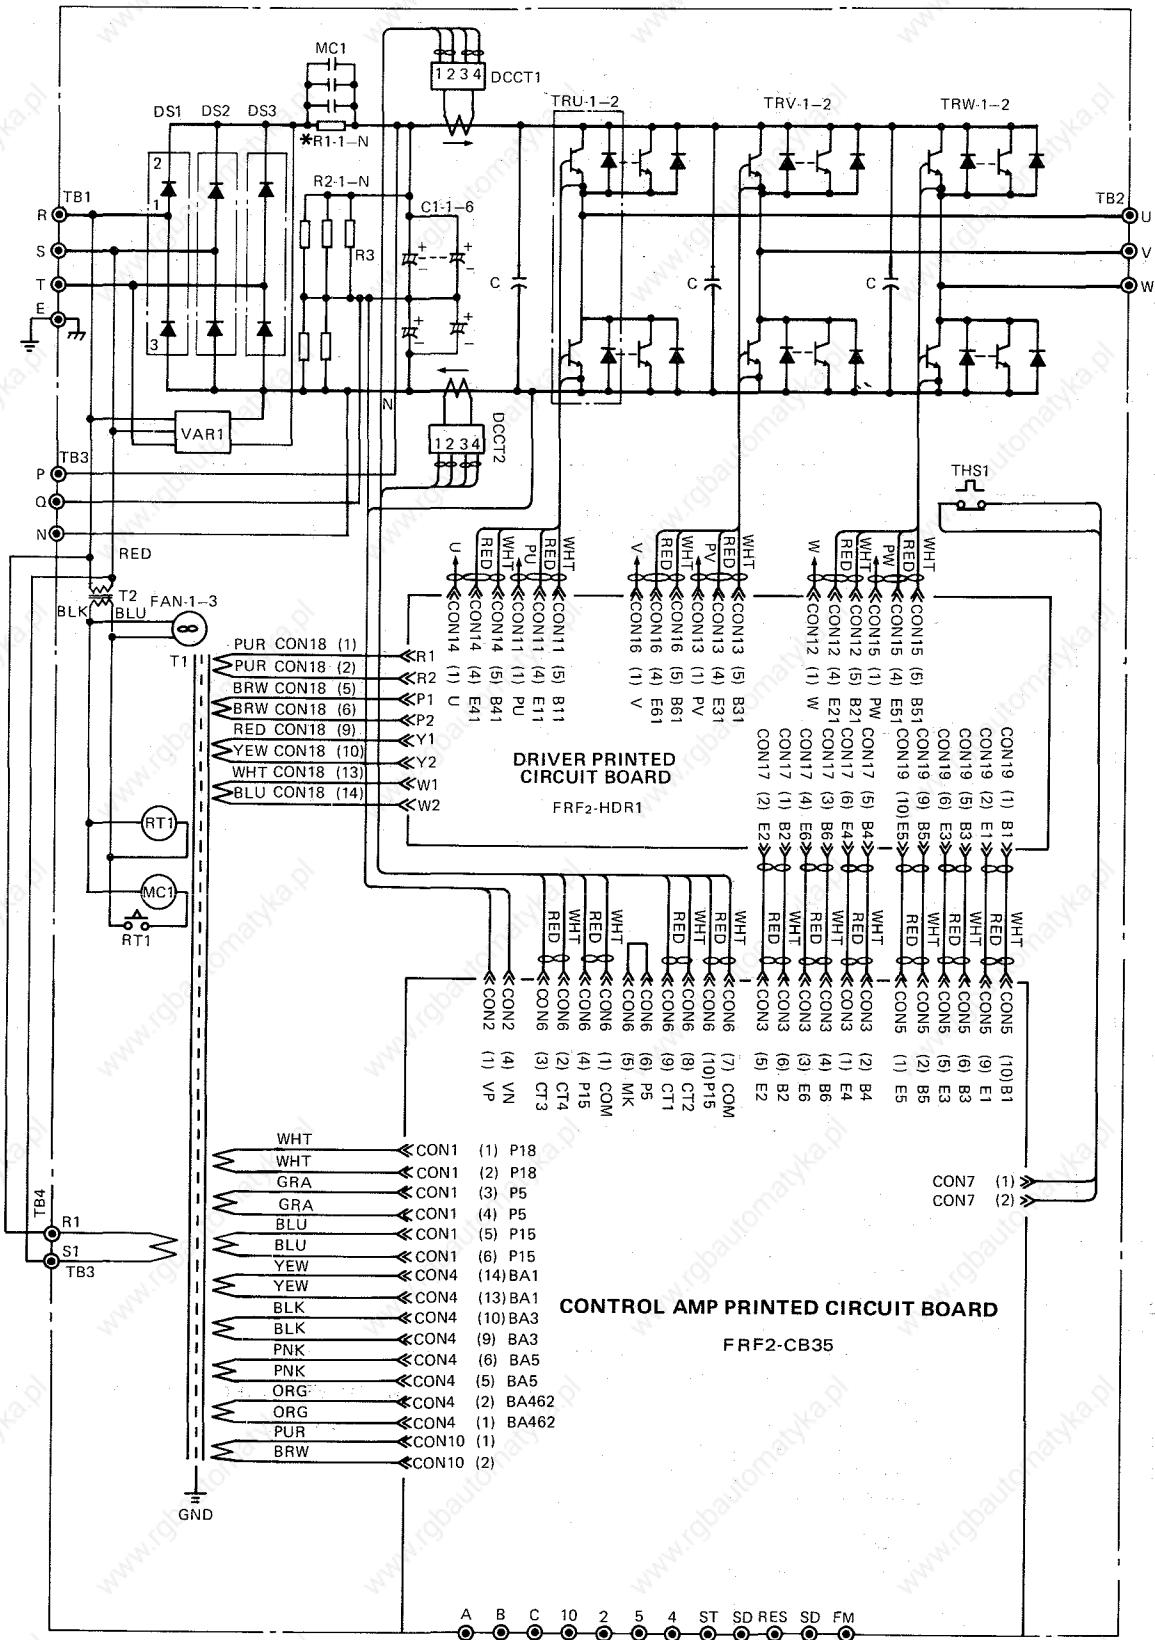 MC1
1 2 3 4
DCCT1
DS1 DS2 DS3
*R1-1–N
TRU-1–2
TRV-1–2
TRW-1–2
2
1
3
R2-1–N
C1-1–6
R3
+
–
+
–
+
+
C
C
C
TB1
R
S
T
E
TB2
U
V
W
VAR1
N
1 2 3 4
DCCT2
TB3
P
Q
N
THS1
RED
T2
BLK
BLU
FAN-1–3
T1
U
RED
WHT
PU
RED
WHT
V
RED
WHT
PV
RED
WHT
W
RED
WHT
PW
RED
WHT
CON14 (1) U
CON14 (4) E41
CON14 (5) B41
CON11 (1) PU
CON11 (4) E11
CON11 (5) B11
CON16 (1) V
CON16 (4) E61
CON16 (5) B61
CON13 (1) PV
CON13 (4) E31
CON13 (5) B31
CON12 (1) W
CON12 (4) E21
CON12 (5) B21
CON15 (1) PW
CON15 (4) E51
CON15 (6) B51
PUR CON18 (1) R1
PUR CON18 (2) R2
BRW CON18 (5) P1
BRW CON18 (6) P2
RED CON18 (9) Y1
YEW CON18 (10) Y2
WHT CON18 (13) W1
BLU CON18 (14) W2
DRIVER PRINTED
CIRCUIT BOARD
FRF2-HDR1
CON17 (2) E2
CON17 (1) B2
CON17 (4) E6
CON17 (3) B6
CON17 (6) E4
CON17 (5) B4
CON19 (10) E5
CON19 (9) B5
CON19 (6) E3
CON19 (5) B3
CON19 (2) E1
CON19 (1) B1
RT1
MC1
RT1
RED
WHT
RED
WHT
RED
WHT
RED
WHT
RED
WHT
RED
WHT
RED
WHT
RED
WHT
RED
WHT
RED
WHT
CON2 (1) VP
CON2 (4) VN
CON6 (3) CT3
CON6 (2) CT4
CON6 (4) P15
CON6 (1) COM
CON6 (5) MK
CON6 (6) P5
CON6 (9) CT1
CON6 (8) CT2
CON6 (10) P15
CON6 (7) COM
CON3 (5) E2
CON3 (6) B2
CON3 (3) E6
CON3 (4) B6
CON3 (1) E4
CON3 (2) B4
CON5 (1) E5
CON5 (2) B5
CON5 (5) E3
CON5 (6) B3
CON5 (9) E1
CON5 (10) B1
WHT CON1 (1) P18
WHT CON1 (2) P18
GRA CON1 (3) P5
GRA CON1 (4) P5
BLU CON1 (5) P15
BLU CON1 (6) P15
YEW CON4 (14) BA1
YEW CON4 (13) BA1
BLK CON4 (10) BA3
BLK CON4 (9) BA3
PNK CON4 (6) BA5
PNK CON4 (5) BA5
ORG CON4 (2) BA462
ORG CON4 (1) BA462
PUR CON10 (1)
BRW CON10 (2)
CON7 (1)
CON7 (2)
TB4
R1
S1
TB3
CONTROL AMP PRINTED CIRCUIT BOARD
FRF2-CB35
GND
A B C 10 2 5 4 ST SD RES SD FM
www.rgbautomatyka.pl